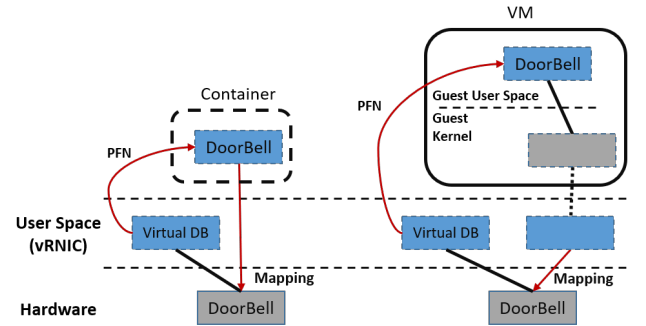 VM
DoorBell
Container
PFN
Guest User Space
Guest
Kernel
DoorBell
PFN
User Space
(vRNIC)
Virtual DB
Virtual DB
Mapping
Mapping
Hardware
DoorBell
DoorBell